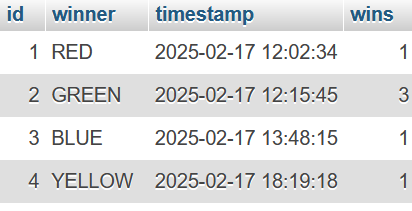 id winner timestamp wins
1 RED 2025-02-17 12:02:34 1
2 GREEN 2025-02-17 12:15:45 3
3 BLUE 2025-02-17 13:48:15 1
4 YELLOW 2025-02-17 18:19:18 1